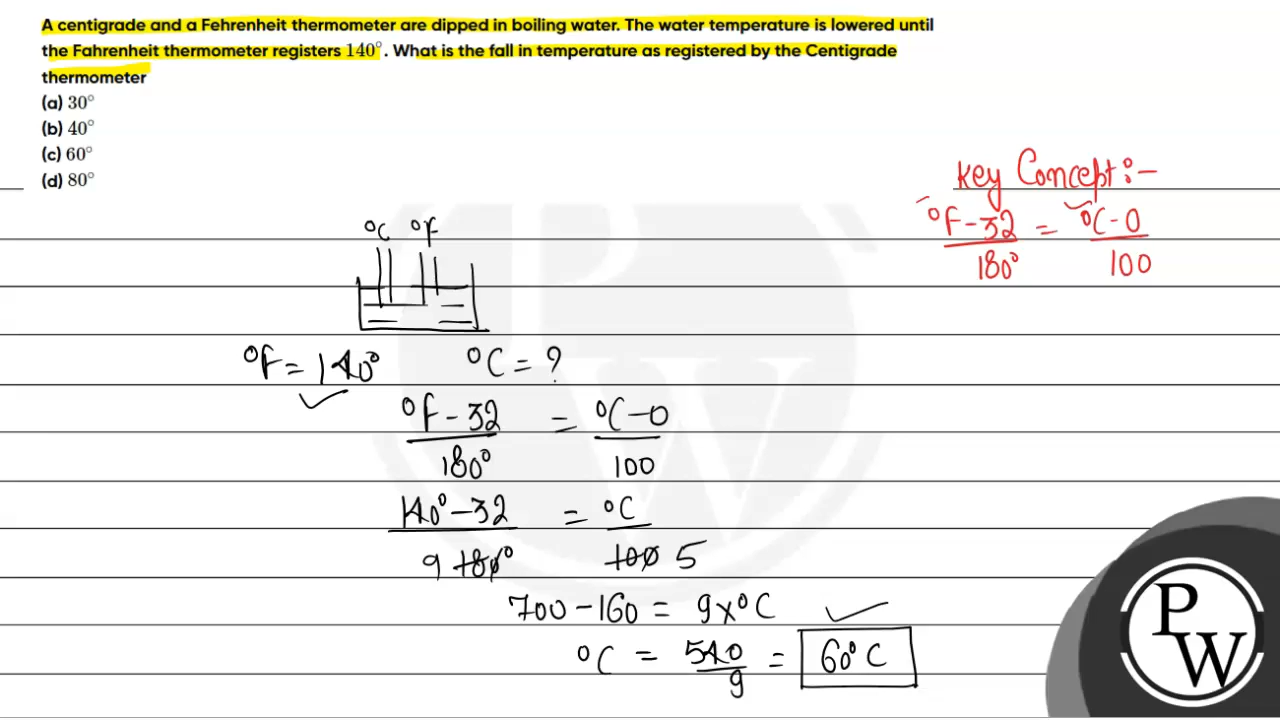 A centigrade and a Fehrenheit thermometer are dipped in boiling water. The water temperature is lowered until
the Fahrenheit thermometer registers 140°. What is the fall in temperature as registered by the Centigrade
thermometer
(a) 30°
(b) 40°
(c) 60°
(d) 80°
Key Concept:-
°F-32 = °C-0
180° 100
°C °F
°F = 140° °C = ?
°F - 32 = °C - 0
180° 100
140° - 32 = °C
9 180° 100 5
700 - 160 = 9×°C
°C = 540 = 60°C
9
P
W